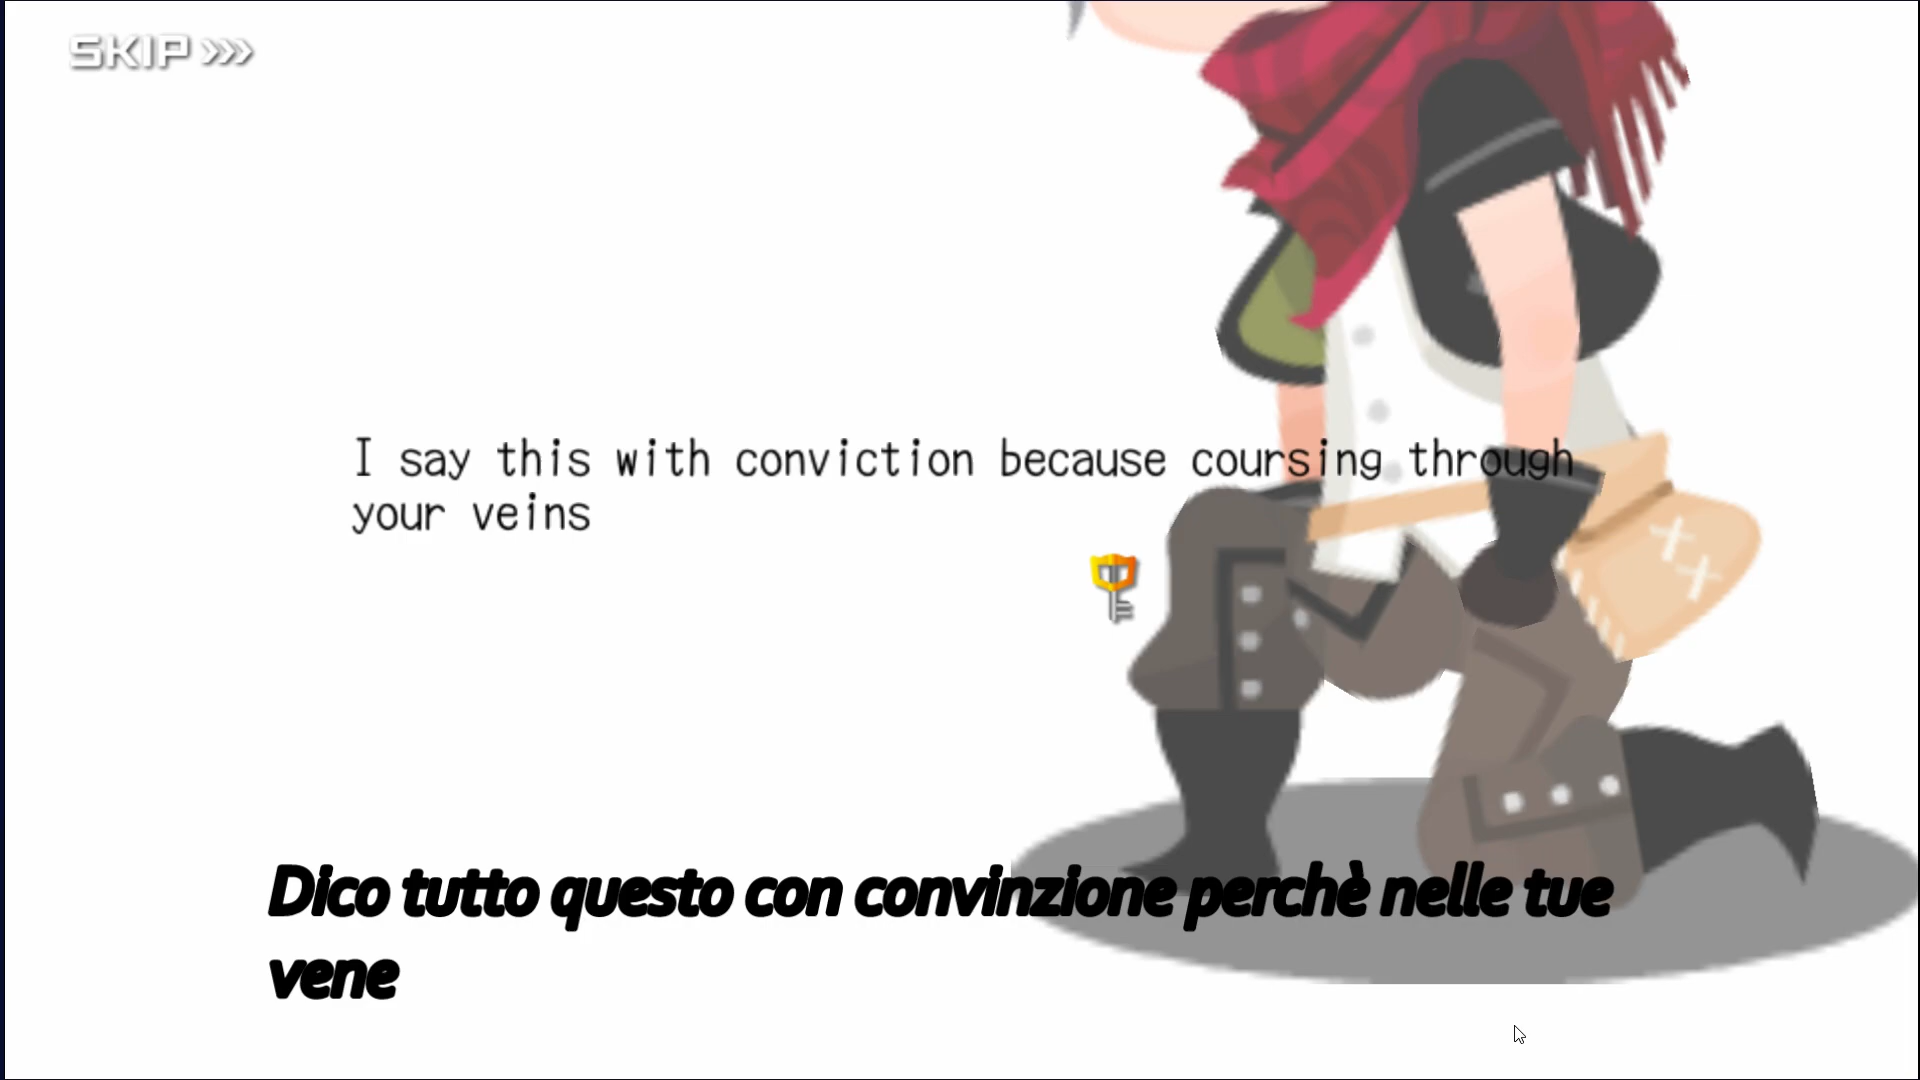 SKIP >>>
I say this with conviction because coursing through
your veins
Dico tutto questo con convinzione perchè nelle tue
vene